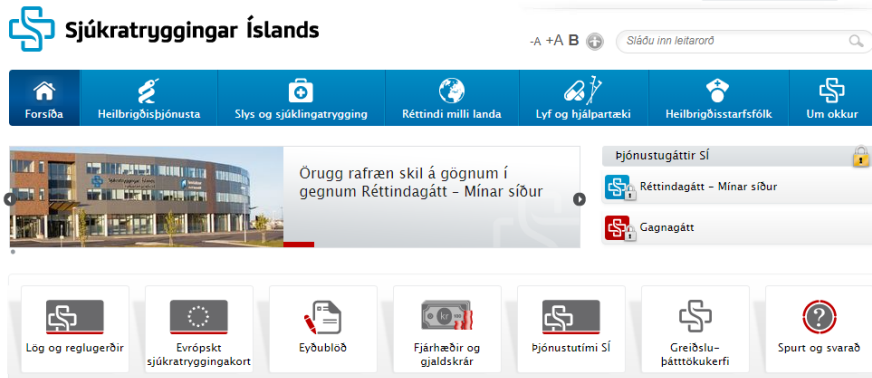 Sjúkratryggingar Íslands
-A +A B
Sláðu inn leitarorð
Forsíða
Heilbrigðisþjónusta
Slys og sjúklingatrygging
Réttindi milli landa
Lyf og hjálpartæki
Heilbrigðisstarfsfólk
Um okkur
Örugg rafræn skil á gögnum í
gegnum Réttindagátt - Mínar síður
Þjónustugáttir SÍ
Réttindagátt - Mínar síður
Gagnagátt
Lög og reglugerðir
Evrópskt
sjúkratryggingakort
Eyðublöð
kr
Fjárhæðir og
gjaldskrár
Þjónustutími SÍ
Greiðslu-
þátttökukerfi
Spurt og svarað